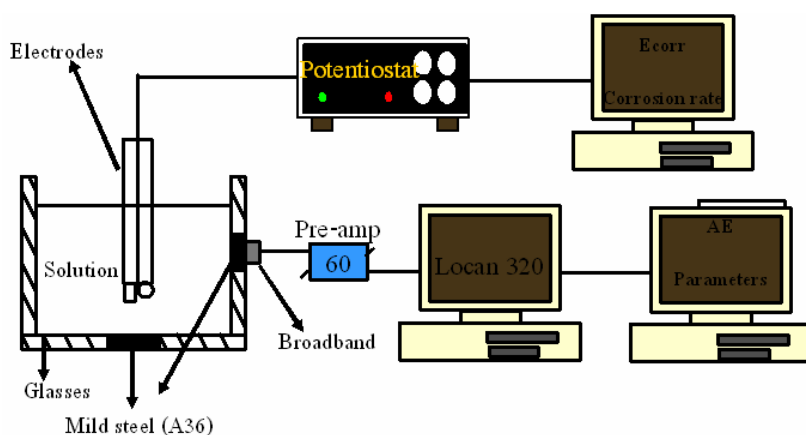 Electrodes
Potentiostat
Ecorr
Corrosion rate
Solution
Pre-amp
60
Locan 320
AE
Parameters
Broadband
Glasses
Mild steel (A36)